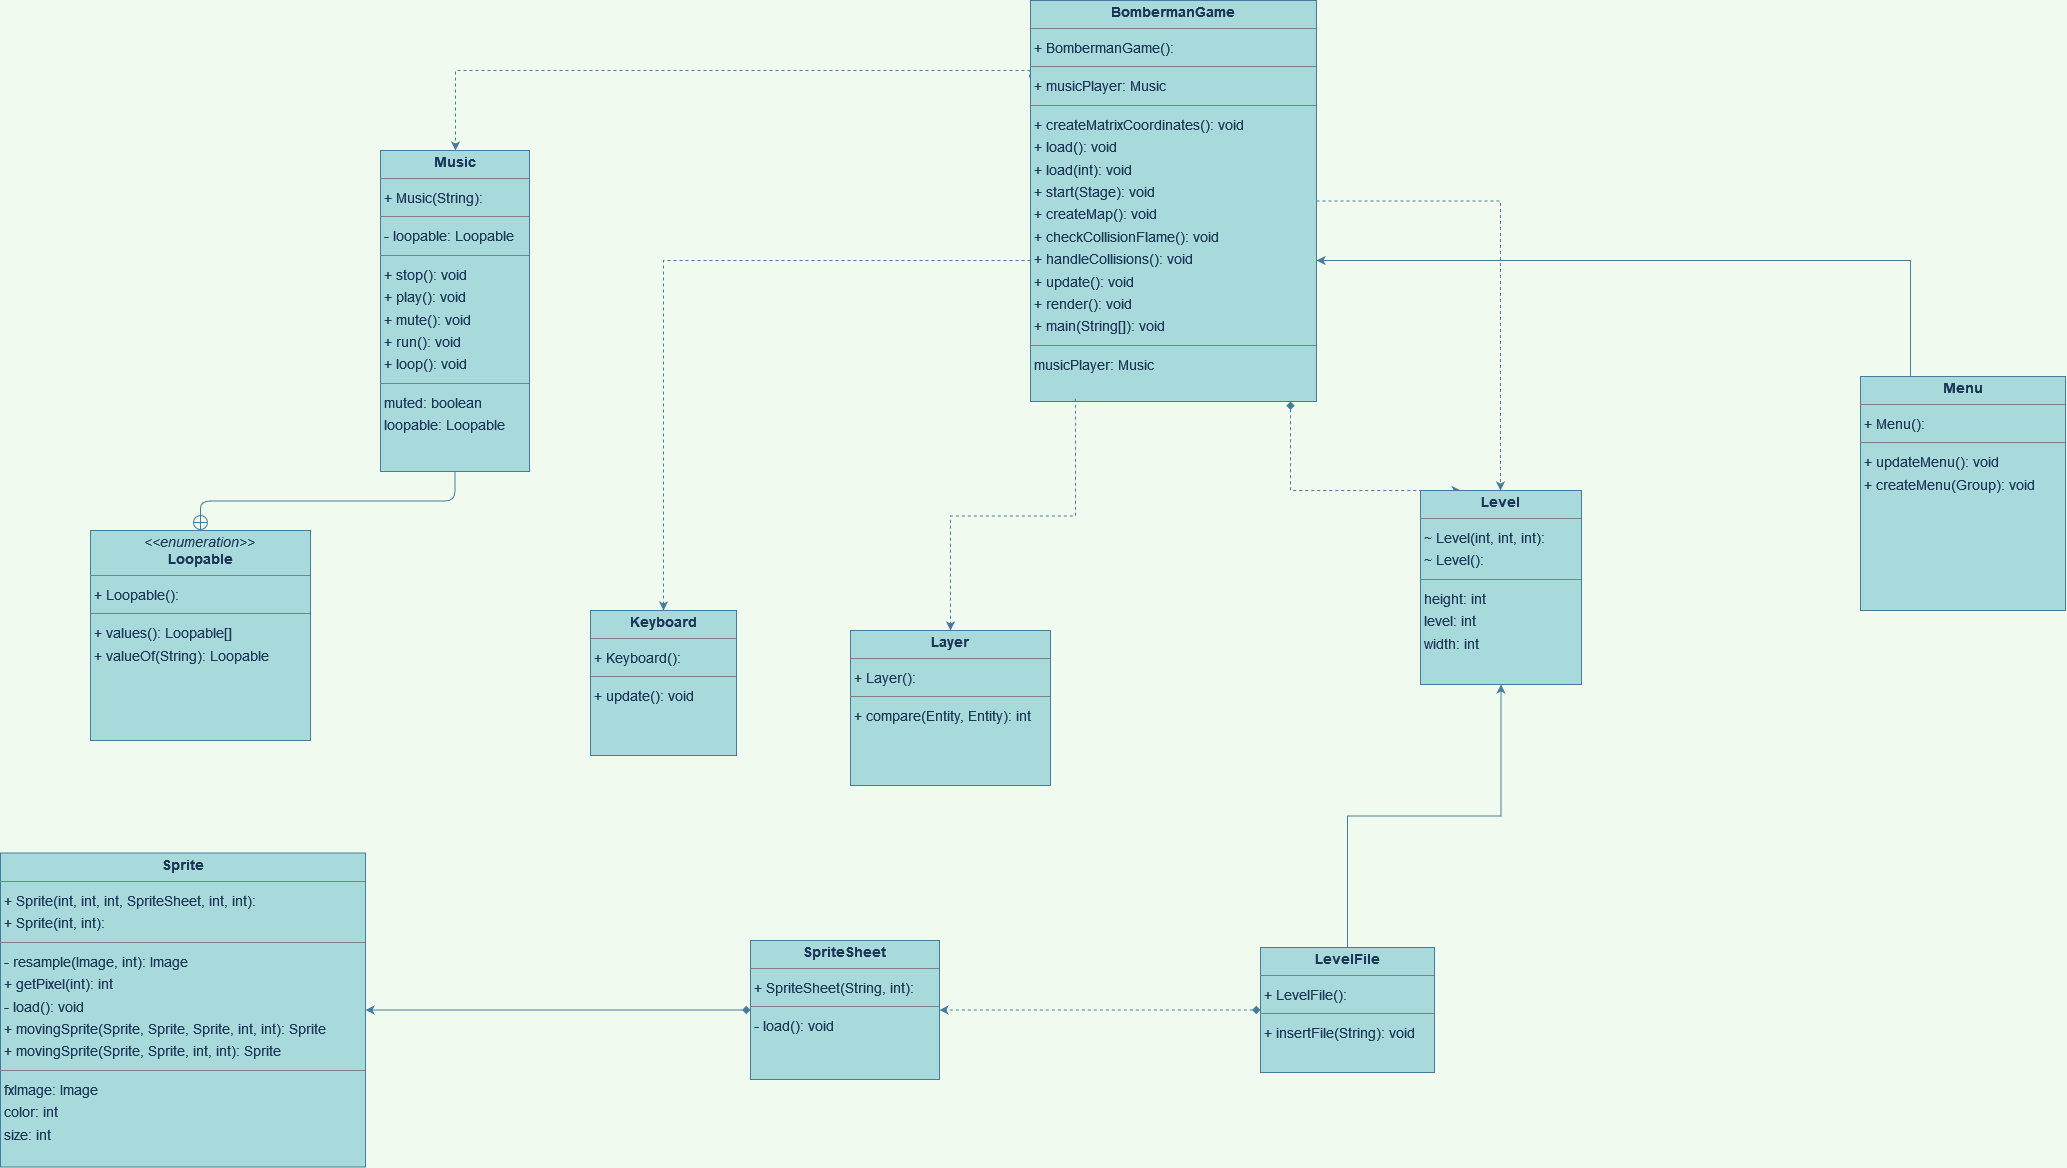 BombermanGame
+ BombermanGame():
+ musicPlayer: Music
+ createMatrixCoordinates(): void
+ load(): void
+ load(int): void
+ start(Stage): void
+ createMap(): void
+ checkCollisionFlame(): void
+ handleCollisions(): void
+ update(): void
+ render(): void
+ main(String[]): void
musicPlayer: Music
Music
+ Music(String):
- loopable: Loopable
+ stop(): void
+ play(): void
+ mute(): void
+ run(): void
+ loop(): void
muted: boolean
loopable: Loopable
Menu
+ Menu():
+ updateMenu(): void
+ createMenu(Group): void
Level
~ Level(int, int, int):
~ Level():
height: int
level: int
width: int
<<enumeration>>
Loopable
+ Loopable():
+ values(): Loopable[]
+ valueOf(String): Loopable
Keyboard
+ Keyboard():
+ update(): void
Layer
+ Layer():
+ compare(Entity, Entity): int
Sprite
+ Sprite(int, int, int, SpriteSheet, int, int):
+ Sprite(int, int):
- resample(Image, int): Image
+ getPixel(int): int
- load(): void
+ movingSprite(Sprite, Sprite, Sprite, int, int): Sprite
+ movingSprite(Sprite, Sprite, int, int): Sprite
fxImage: Image
color: int
size: int
SpriteSheet
+ SpriteSheet(String, int):
- load(): void
LevelFile
+ LevelFile():
+ insertFile(String): void